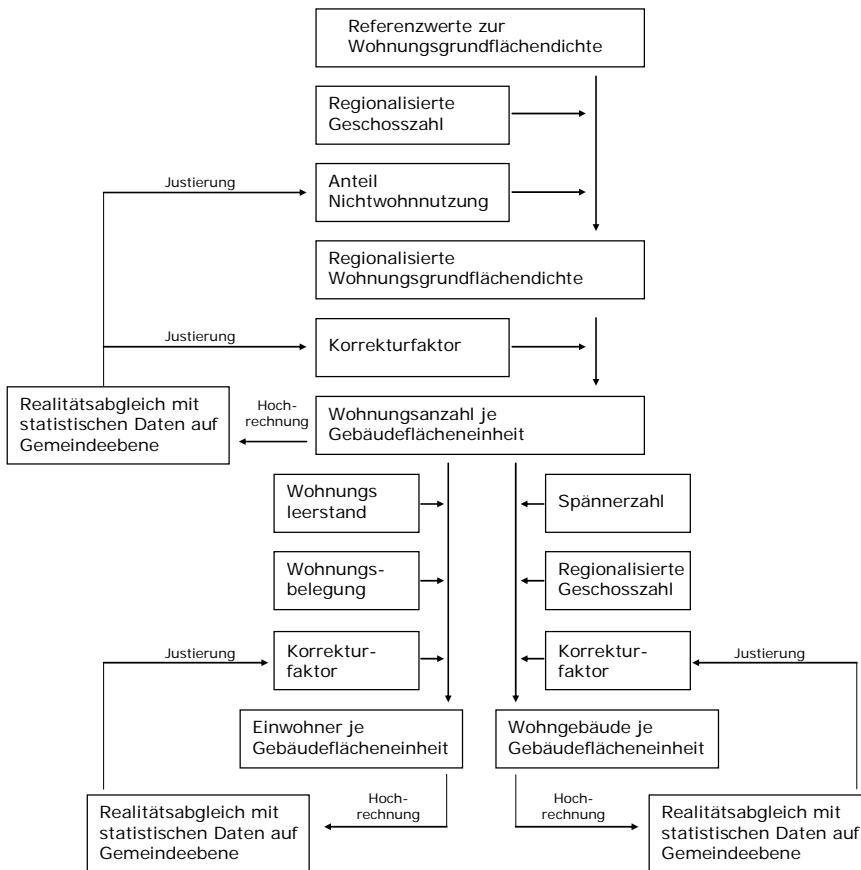 Referenzwerte zur
Wohnungsgrundflächendichte
Regionalisierte
Geschosszahl
Justierung
Anteil
Nichtwohnnutzung
Regionalisierte
Wohnungsgrundflächendichte
Justierung
Korrekturfaktor
Realitätsabgleich mit
statistischen Daten auf
Gemeindeebene
Hoch-
rechnung
Wohnungsanzahl je
Gebäudeflächeneinheit
Wohnungs
leerstand
Spännerzahl
Wohnungs-
belegung
Regionalisierte
Geschosszahl
Justierung
Korrektur-
faktor
Korrektur-
faktor
Justierung
Einwohner je
Gebäudeflächeneinheit
Wohngebäude je
Gebäudeflächeneinheit
Realitätsabgleich mit
statistischen Daten auf
Gemeindeebene
Hoch-
rechnung
Hoch-
rechnung
Realitätsabgleich mit
statistischen Daten auf
Gemeindeebene